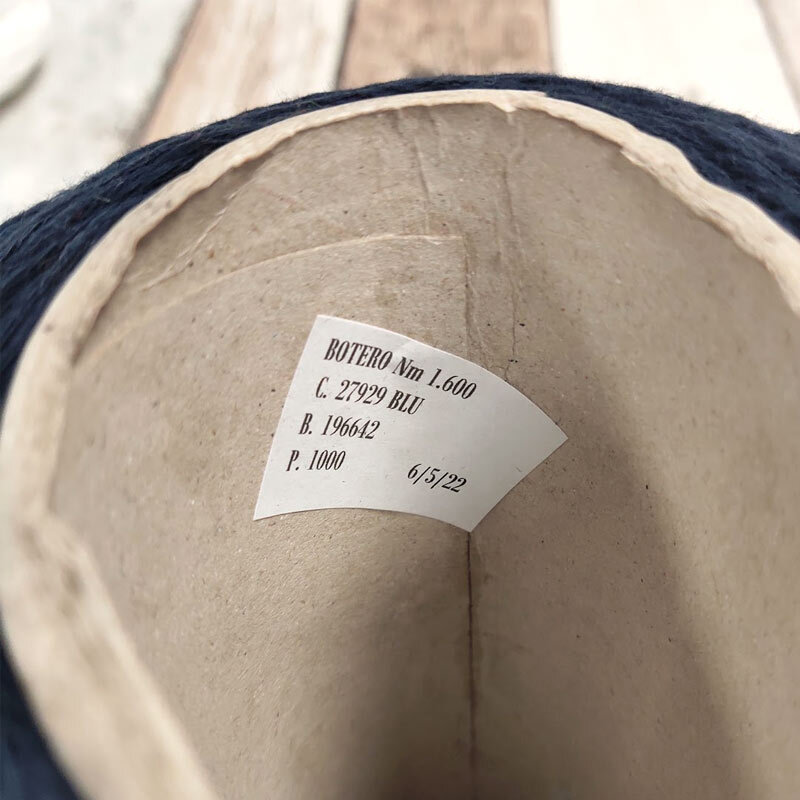 BOTERO Nm 1.600
C. 27929 BLU
B. 196642
P. 1000 6/5/22